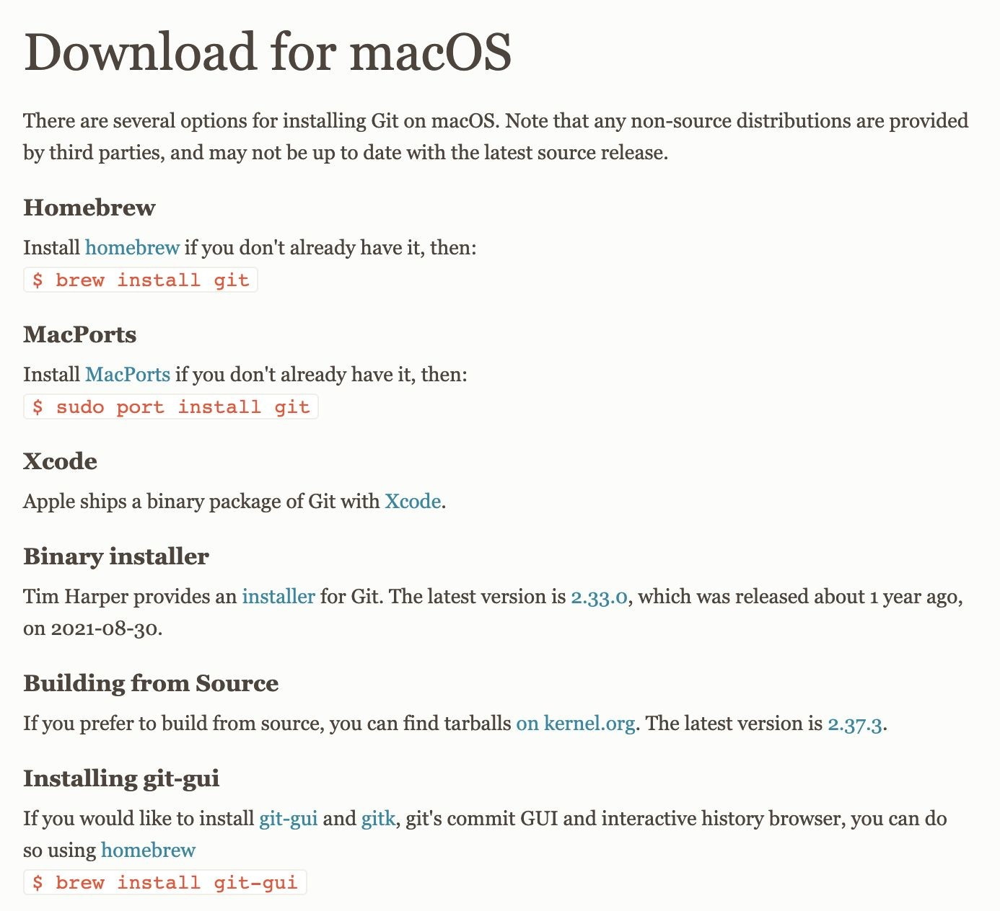 Download for macOS
There are several options for installing Git on macOS. Note that any non-source distributions are provided
by third parties, and may not be up to date with the latest source release.
Homebrew
Install homebrew if you don't already have it, then:
$ brew install git
MacPorts
Install MacPorts if you don't already have it, then:
$ sudo port install git
Xcode
Apple ships a binary package of Git with Xcode.
Binary installer
Tim Harper provides an installer for Git. The latest version is 2.33.0, which was released about 1 year ago,
on 2021-08-30.
Building from Source
If you prefer to build from source, you can find tarballs on kernel.org. The latest version is 2.37.3.
Installing git-gui
If you would like to install git-gui and gitk, git's commit GUI and interactive history browser, you can do
so using homebrew
$ brew install git-gui